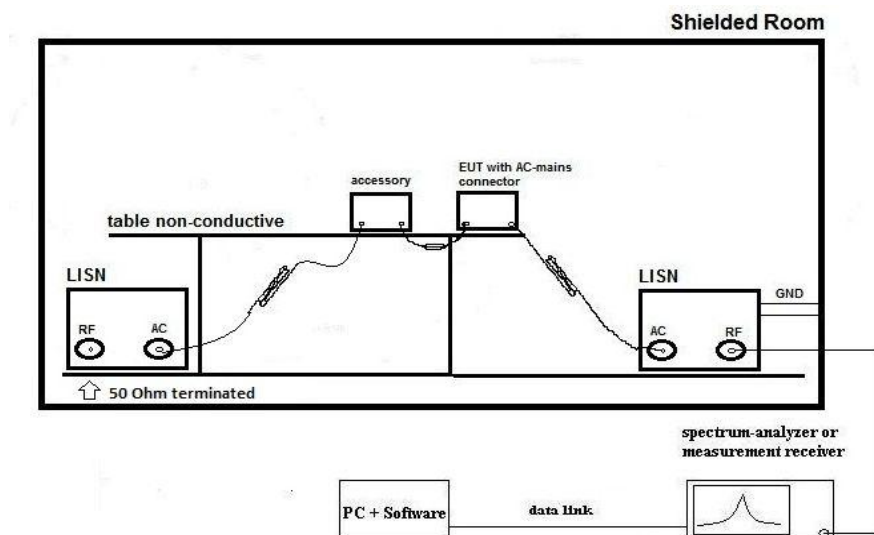 Shielded Room
accessory
EUT with AC-mains
connector
table non-conductive
LISN
RF
AC
LISN
GND
AC
RF
50 Ohm terminated
spectrum-analyzer or
measurement receiver
PC + Software
data link